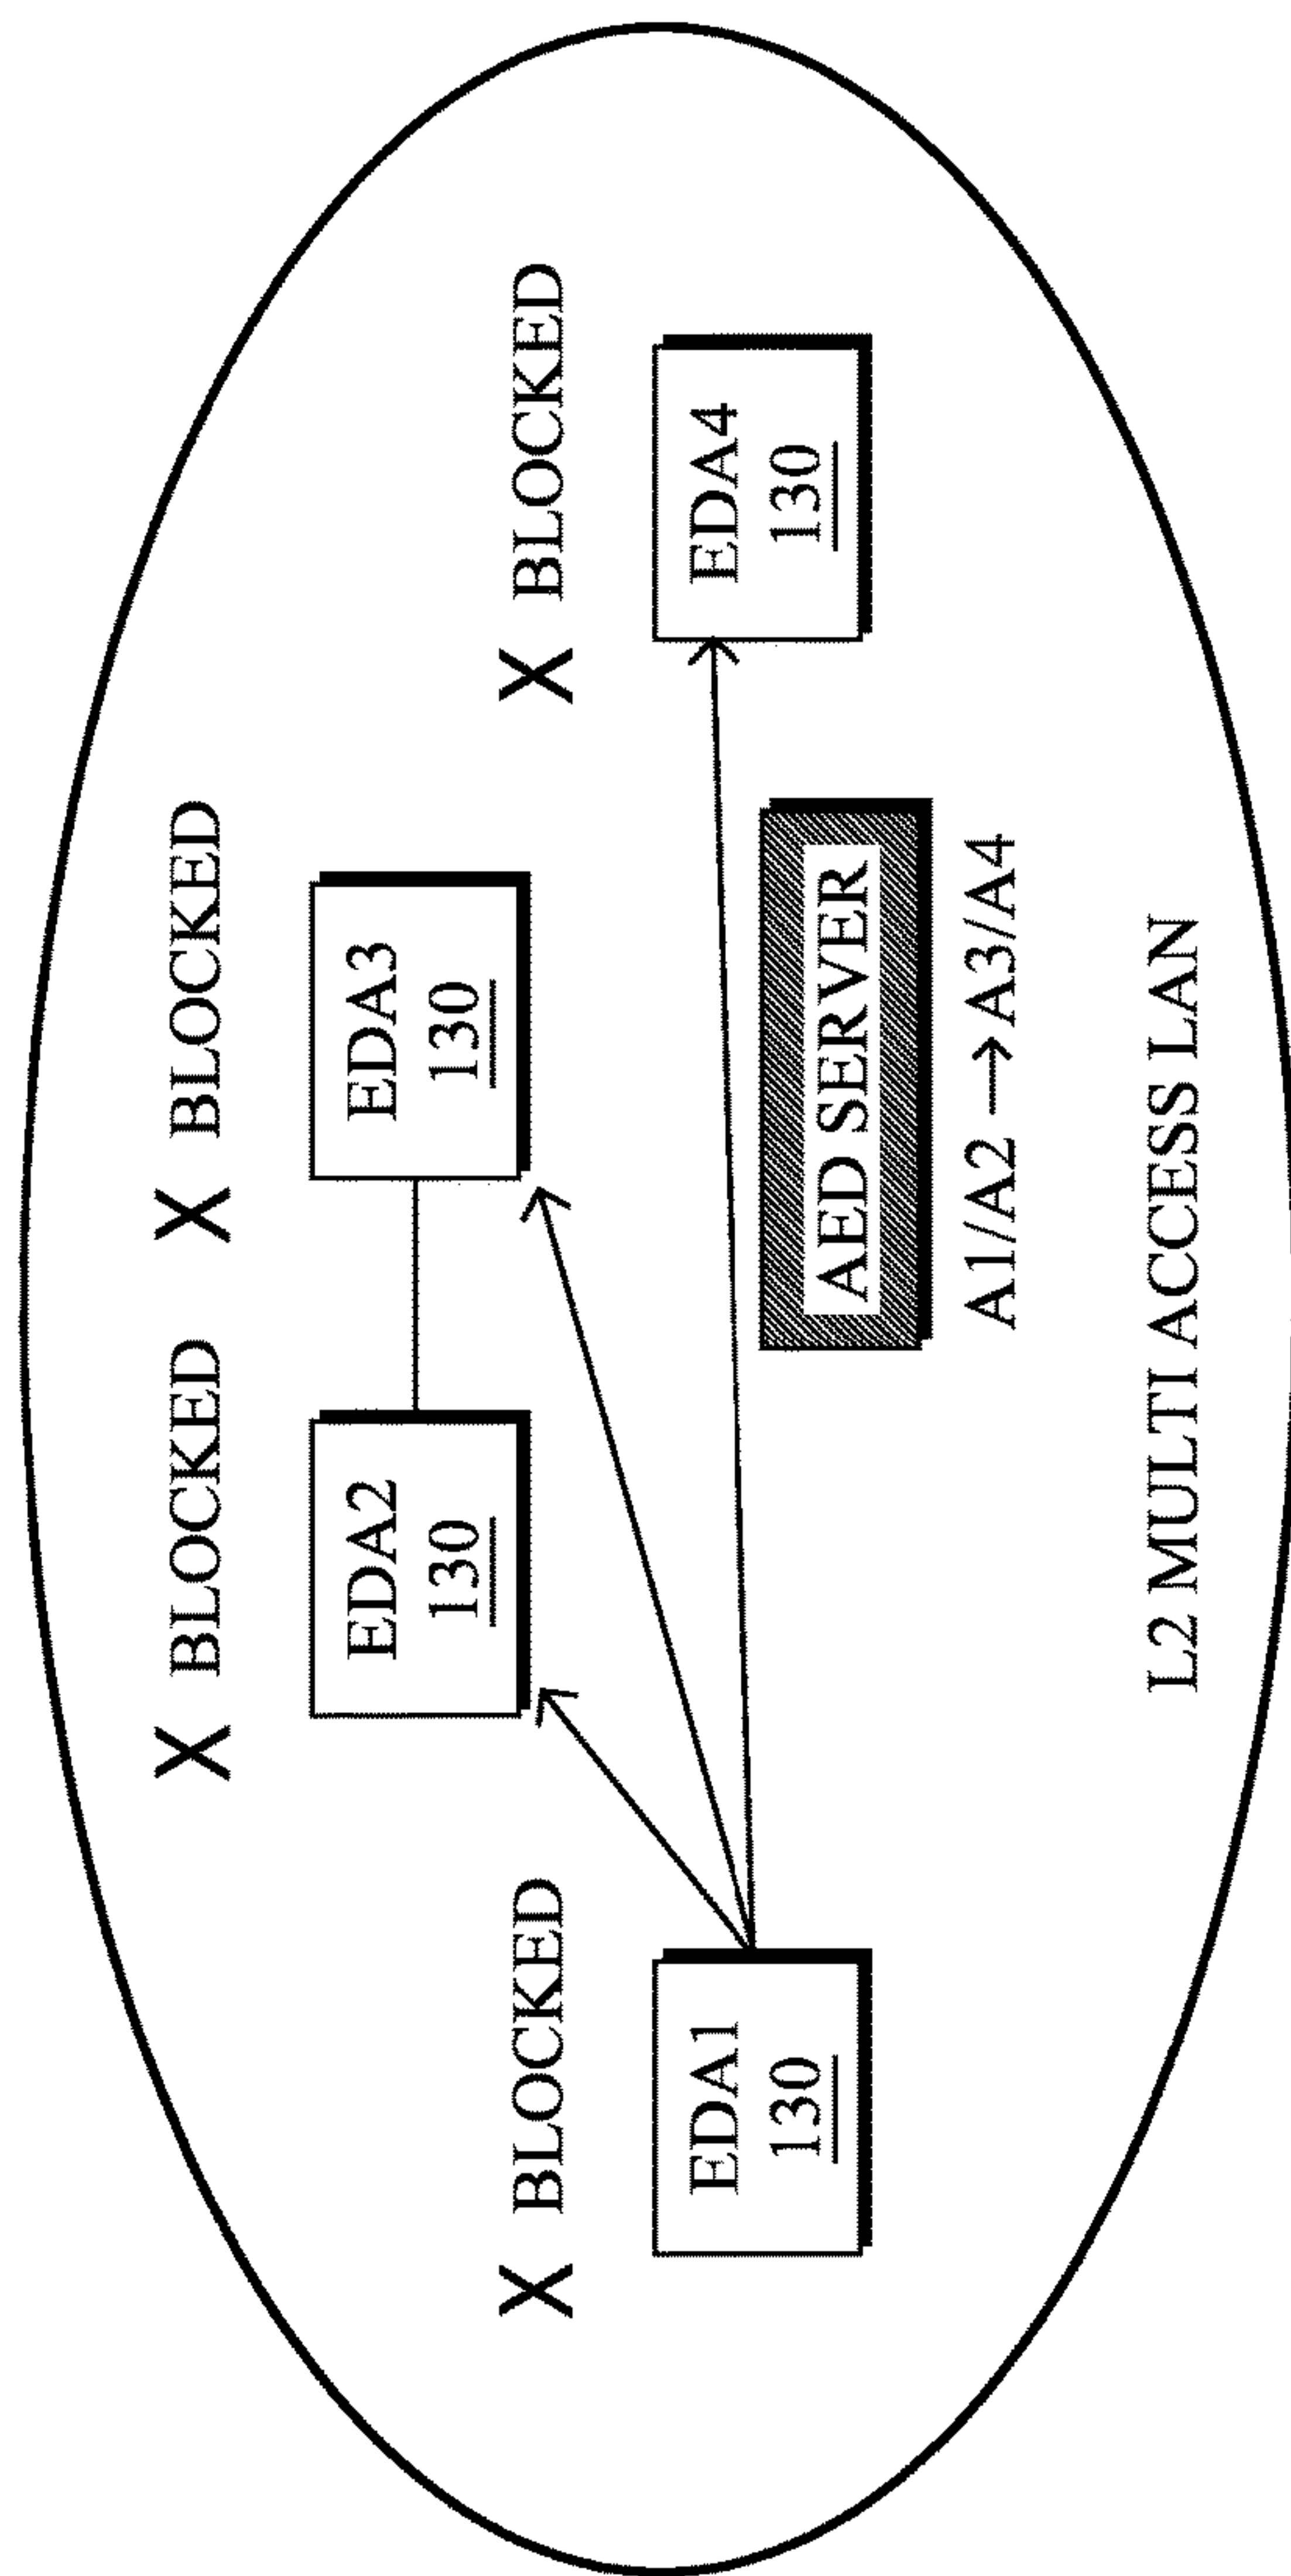 X BLOCKED
X BLOCKED
EDA2
130
EDA3
130
X BLOCKED
X BLOCKED
EDA1
130
EDA4
130
AED SERVER
A1/A2 → A3/A4
L2 MULTI ACCESS LAN